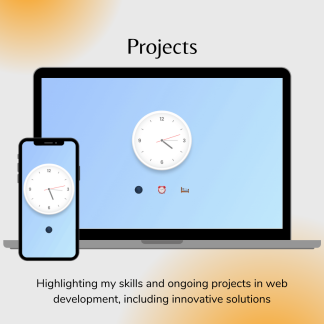 Projects
Highlighting my skills and ongoing projects in web
development, including innovative solutions